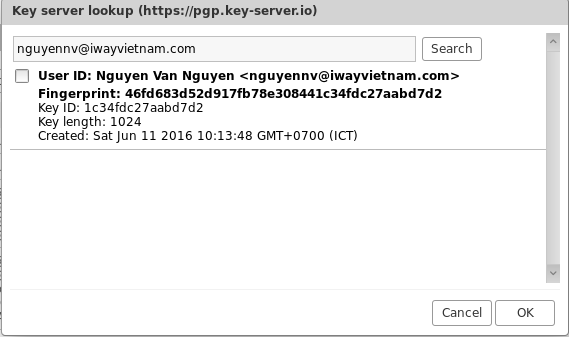 Key server lookup (https://pgp.key-server.io)
nguyennv@iwayvietnam.com
Search
User ID: Nguyen Van Nguyen <nguyennv@iwayvietnam.com>
Fingerprint: 46fd683d52d917fb78e308441c34fdc27aabd7d2
Key ID: 1c34fdc27aabd7d2
Key length: 1024
Created: Sat Jun 11 2016 10:13:48 GMT+0700 (ICT)
Cancel
OK